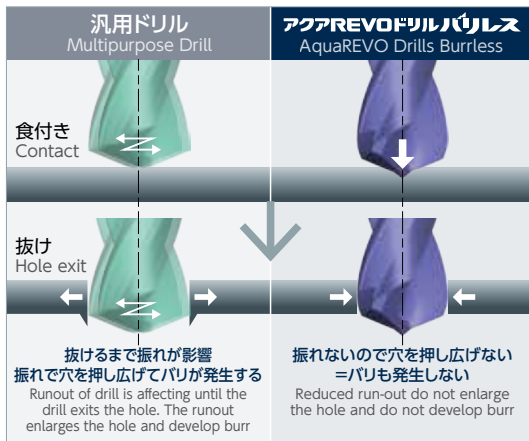 汎用ドリル
Multipurpose Drill
アクアREVOドリルバリレス
AquaREVO Drills Burrless
食付き
Contact
抜け
Hole exit
抜けるまで振れが影響
振れで穴を押し広げてバリが発生する
Runout of drill is affecting until the
drill exits the hole. The runout
enlarges the hole and develop burr
振れないので穴を押し広げない
=バリも発生しない
Reduced run-out do not enlarge
the hole and do not develop burr